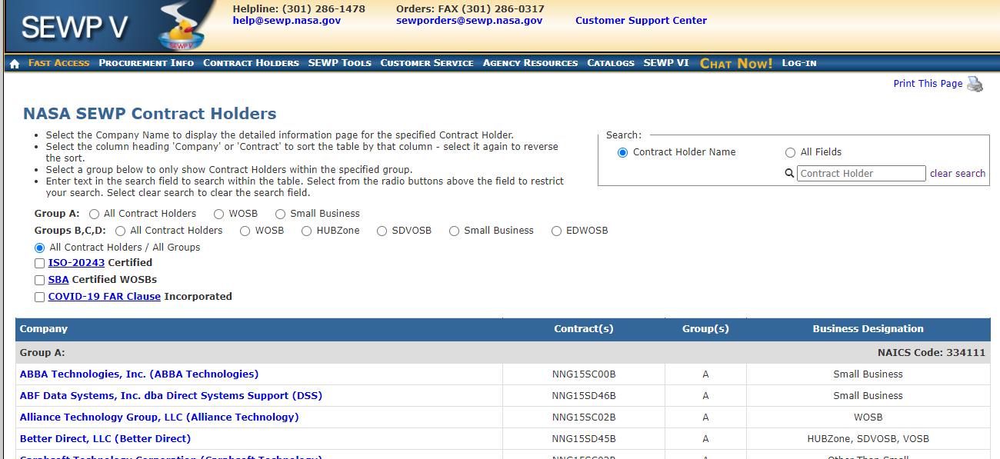 SEWP V
SEWP V
Helpline: (301) 286-1478
help@sewp.nasa.gov
Orders: FAX (301) 286-0317
sewporders@sewp.nasa.gov
Customer Support Center
Fast Access Procurement Info Contract Holders SEWP Tools Customer Service Agency Resources Catalogs SEWP VI Chat Now! Log-in
Print This Page
NASA SEWP Contract Holders
• Select the Company Name to display the detailed information page for the specified Contract Holder.
• Select the column heading 'Company' or 'Contract' to sort the table by that column - select it again to reverse
the sort.
• Select a group below to only show Contract Holders within the specified group.
• Enter text in the search field to search within the table. Select from the radio buttons above the field to restrict
your search. Select clear search to clear the search field.
Search:
Contract Holder Name All Fields
Contract Holder clear search
Group A: All Contract Holders WOSB Small Business
Groups B,C,D: All Contract Holders WOSB HUBZone SDVOSB Small Business EDWOSB
All Contract Holders / All Groups
ISO-20243 Certified
SBA Certified WOSBs
COVID-19 FAR Clause Incorporated
Company Contract(s) Group(s) Business Designation
Group A: NAICS Code: 334111
ABBA Technologies, Inc. (ABBA Technologies) NNG15SC00B A Small Business
ABF Data Systems, Inc. dba Direct Systems Support (DSS) NNG15SD46B A Small Business
Alliance Technology Group, LLC (Alliance Technology) NNG15SC02B A WOSB
Better Direct, LLC (Better Direct) NNG15SD45B A HUBZone, SDVOSB, VOSB
Carahsoft Technology Corporation (Carahsoft Technology) NNG15SC03B A Other Than Small